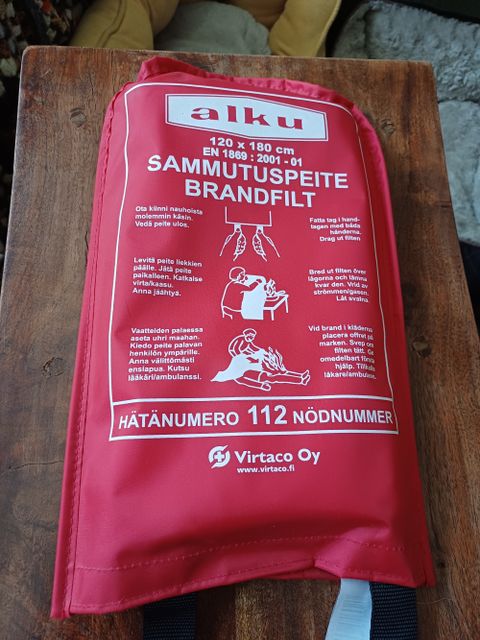 alku
120 x 180 cm
EN 1869 : 2001 - 01
SAMMUTUSPEITE
BRANDFILT
Ota kiinni nauhoista
molemmin käsin.
Vedä peite ulos.
Fatta tag i hand-
tagen med båda
händerna.
Drag ut filten
Levitä peite liekkien
päälle. Jätä peite
paikalleen. Katkaise
virta/kaasu.
Anna jäähtyä.
Bred ut filten över
lågorna och lämna
kvar den. Vrid av
strömmen/gasen.
Låt svalna.
Vaatteiden palaessa
aseta uhri maahan.
Kiedo peite palavan
henkilön ympärille.
Anna välittömästi
ensiapua. Kutsu
lääkäri/ambulanssi.
Vid brand i kläderna
placera offret på
marken. Svep om
filten tätt. Ge
omedelbart första
hjälp. Tillkalla
läkare/ambulans.
HÄTÄNUMERO 112 NÖDNUMMER
Virtaco Oy
www.virtaco.fi